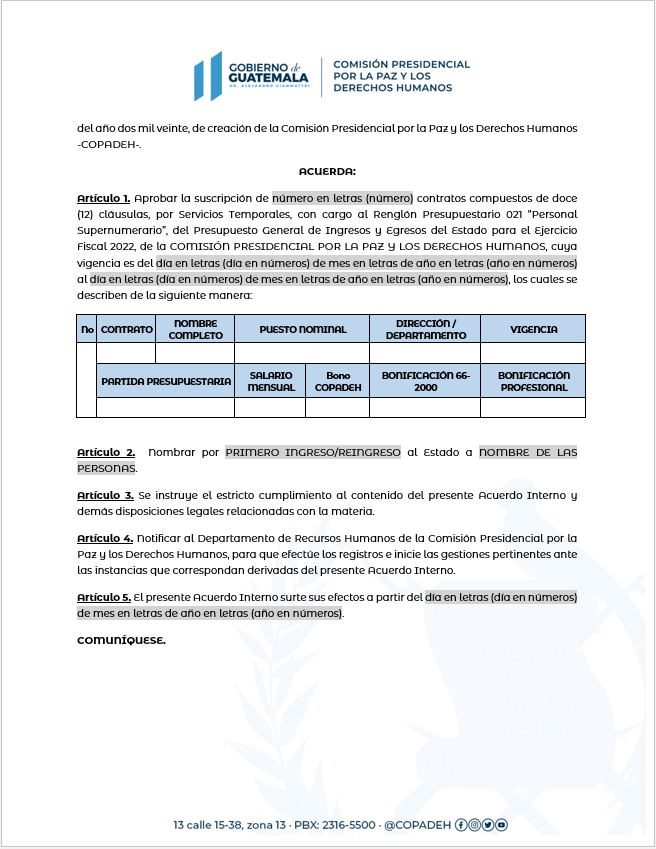 GOBIERNO de
GUATEMALA
DR. ALEJANDRO GIAMMATTEI
COMISIÓN PRESIDENCIAL
POR LA PAZ Y LOS
DERECHOS HUMANOS
del año dos mil veinte, de creación de la Comisión Presidencial por la Paz y los Derechos Humanos
-COPADEH-.
ACUERDA:
Artículo 1. Aprobar la suscripción de número en letras (número) contratos compuestos de doce
(12) cláusulas, por Servicios Temporales, con cargo al Renglón Presupuestario 021 "Personal
Supernumerario", del Presupuesto General de Ingresos y Egresos del Estado para el Ejercicio
Fiscal 2022, de la COMISIÓN PRESIDENCIAL POR LA PAZ Y LOS DERECHOS HUMANOS, cuya
vigencia es del día en letras (día en números) de mes en letras de año en letras (año en números)
al día en letras (día en números) de mes en letras de año en letras (año en números), los cuales se
describen de la siguiente manera:
No CONTRATO NOMBRE COMPLETO PUESTO NOMINAL DIRECCIÓN / DEPARTAMENTO VIGENCIA
PARTIDA PRESUPUESTARIA SALARIO MENSUAL Bono COPADEH BONIFICACIÓN 66-2000 BONIFICACIÓN PROFESIONAL
Artículo 2. Nombrar por PRIMERO INGRESO/REINGRESO al Estado a NOMBRE DE LAS
PERSONAS.
Artículo 3. Se instruye el estricto cumplimiento al contenido del presente Acuerdo Interno y
demás disposiciones legales relacionadas con la materia.
Artículo 4. Notificar al Departamento de Recursos Humanos de la Comisión Presidencial por la
Paz y los Derechos Humanos, para que efectúe los registros e inicie las gestiones pertinentes ante
las instancias que correspondan derivadas del presente Acuerdo Interno.
Artículo 5. El presente Acuerdo Interno surte sus efectos a partir del día en letras (día en números)
de mes en letras de año en letras (año en números).
COMUNÍQUESE.
13 calle 15-38, zona 13 · PBX: 2316-5500 · @COPADEH